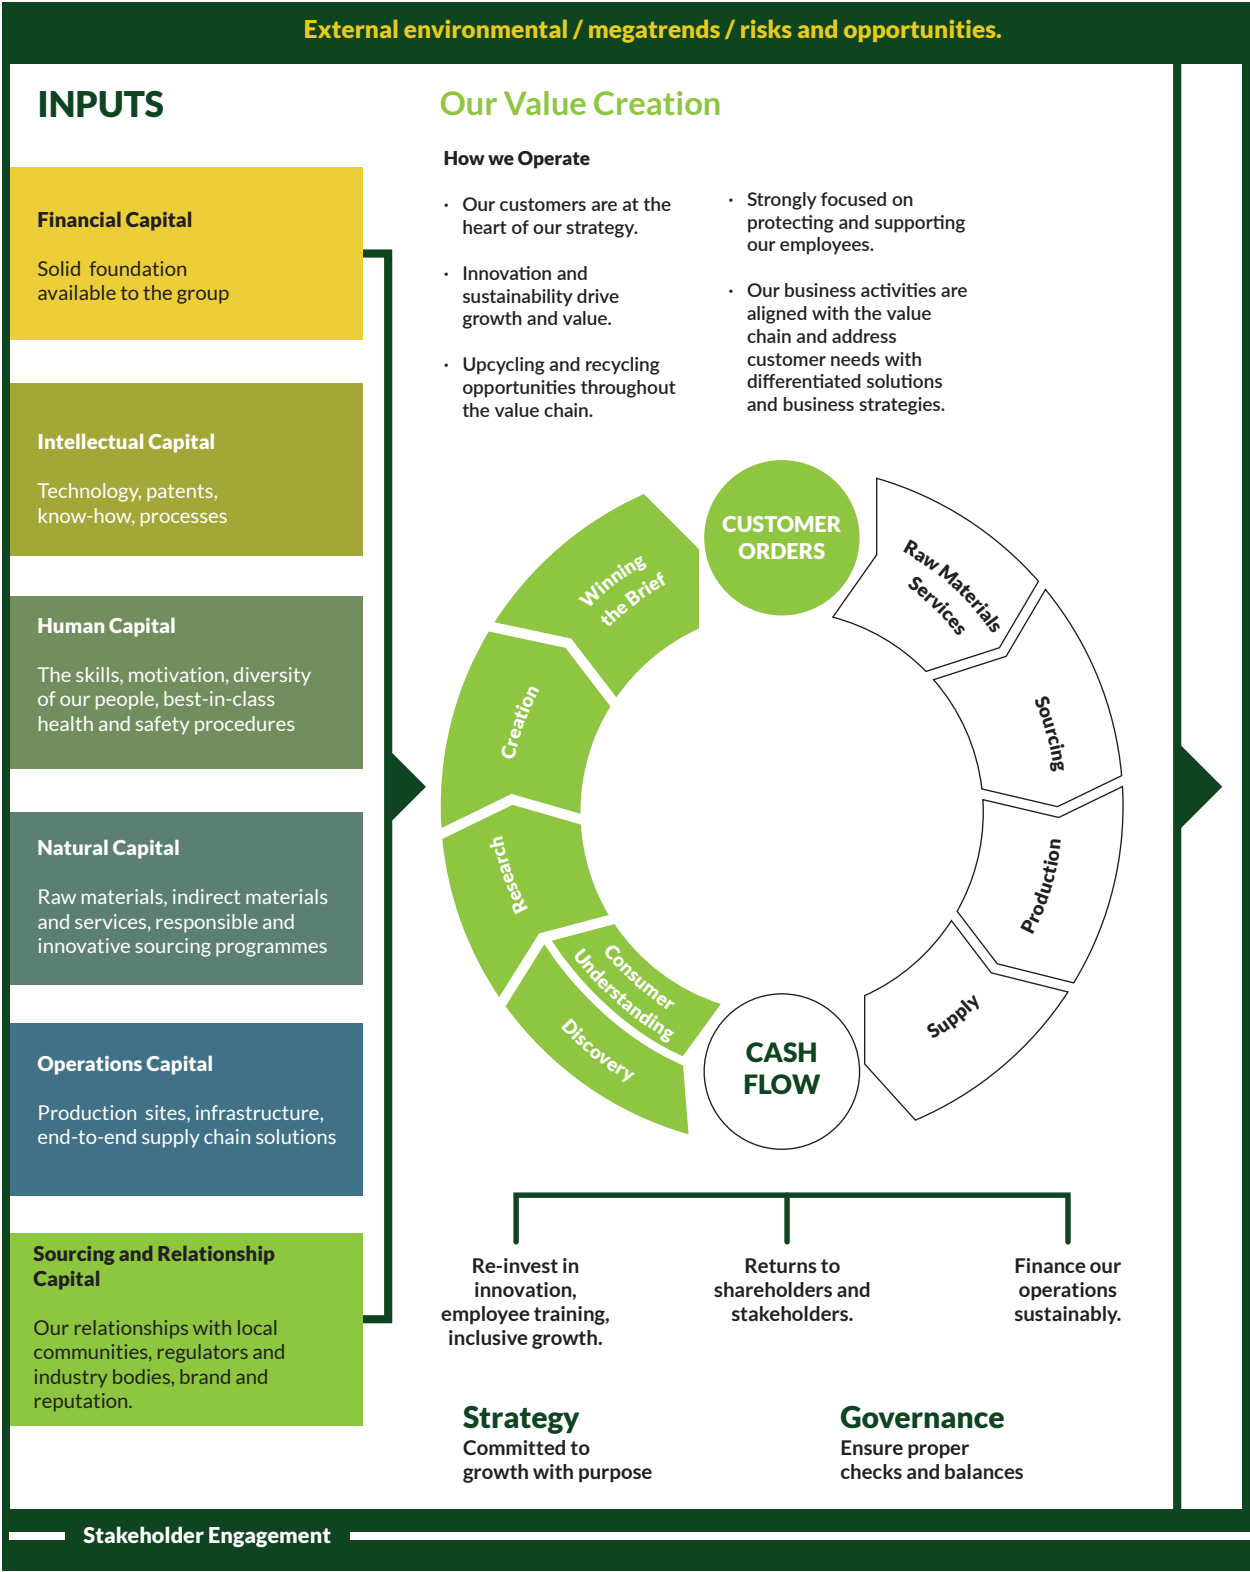 External environmental / megatrends / risks and opportunities.
INPUTS
Financial Capital
Solid foundation
available to the group
Intellectual Capital
Technology, patents,
know-how, processes
Human Capital
The skills, motivation, diversity
of our people, best-in-class
health and safety procedures
Natural Capital
Raw materials, indirect materials
and services, responsible and
innovative sourcing programmes
Operations Capital
Production sites, infrastructure,
end-to-end supply chain solutions
Sourcing and Relationship
Capital
Our relationships with local
communities, regulators and
industry bodies, brand and
reputation.
Our Value Creation
How we Operate
· Our customers are at the
heart of our strategy.
· Innovation and
sustainability drive
growth and value.
· Upcycling and recycling
opportunities throughout
the value chain.
· Strongly focused on
protecting and supporting
our employees.
· Our business activities are
aligned with the value
chain and address
customer needs with
differentiated solutions
and business strategies.
CUSTOMER
ORDERS
Raw Materials
Services
Sourcing
Production
Supply
CASH
FLOW
Discovery
Consumer
Understanding
Research
Creation
Winning
the Brief
Re-invest in
innovation,
employee training,
inclusive growth.
Returns to
shareholders and
stakeholders.
Finance our
operations
sustainably.
Strategy
Committed to
growth with purpose
Governance
Ensure proper
checks and balances
Stakeholder Engagement